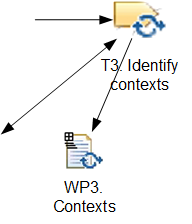 T3. Identify
contexts
WP3.
Contexts